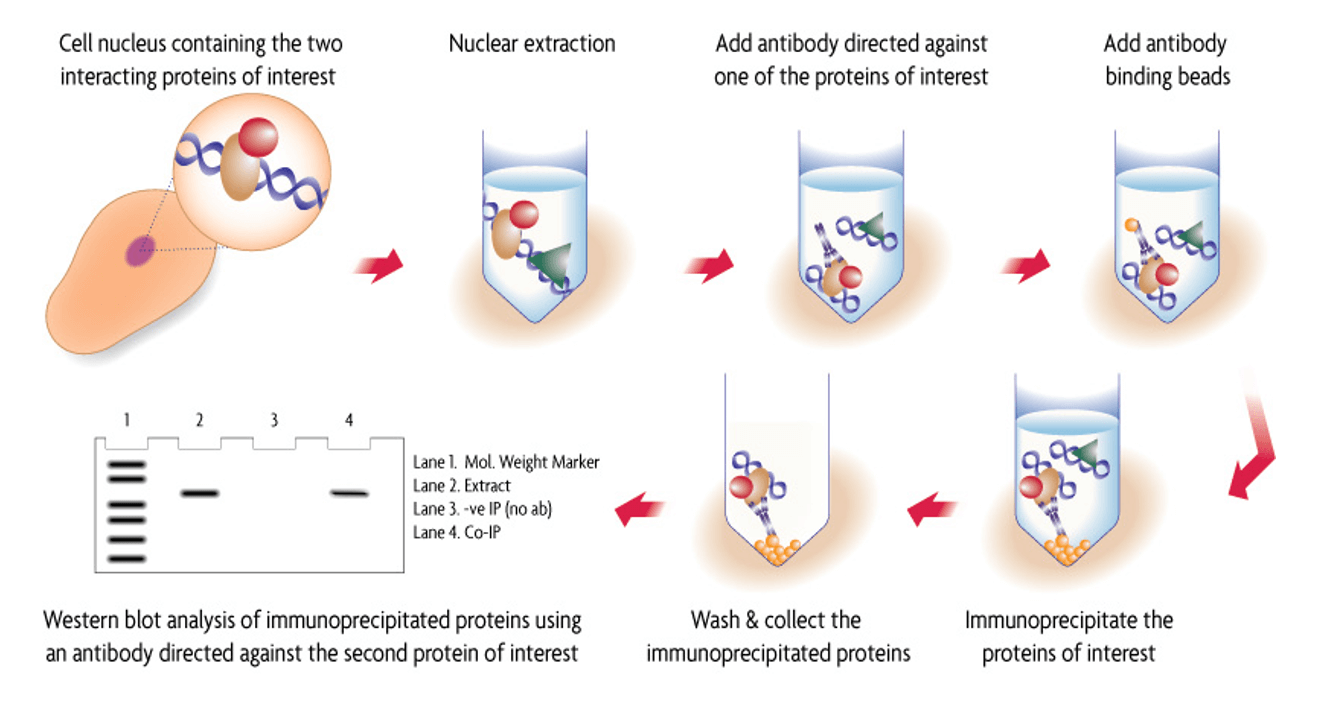 Cell nucleus containing the two
interacting proteins of interest
Nuclear extraction
Add antibody directed against
one of the proteins of interest
Add antibody
binding beads
1 2 3 4
Lane 1. Mol. Weight Marker
Lane 2. Extract
Lane 3. -ve IP (no ab)
Lane 4. Co-IP
Western blot analysis of immunoprecipitated proteins using
an antibody directed against the second protein of interest
Wash & collect the
immunoprecipitated proteins
Immunoprecipitate the
proteins of interest